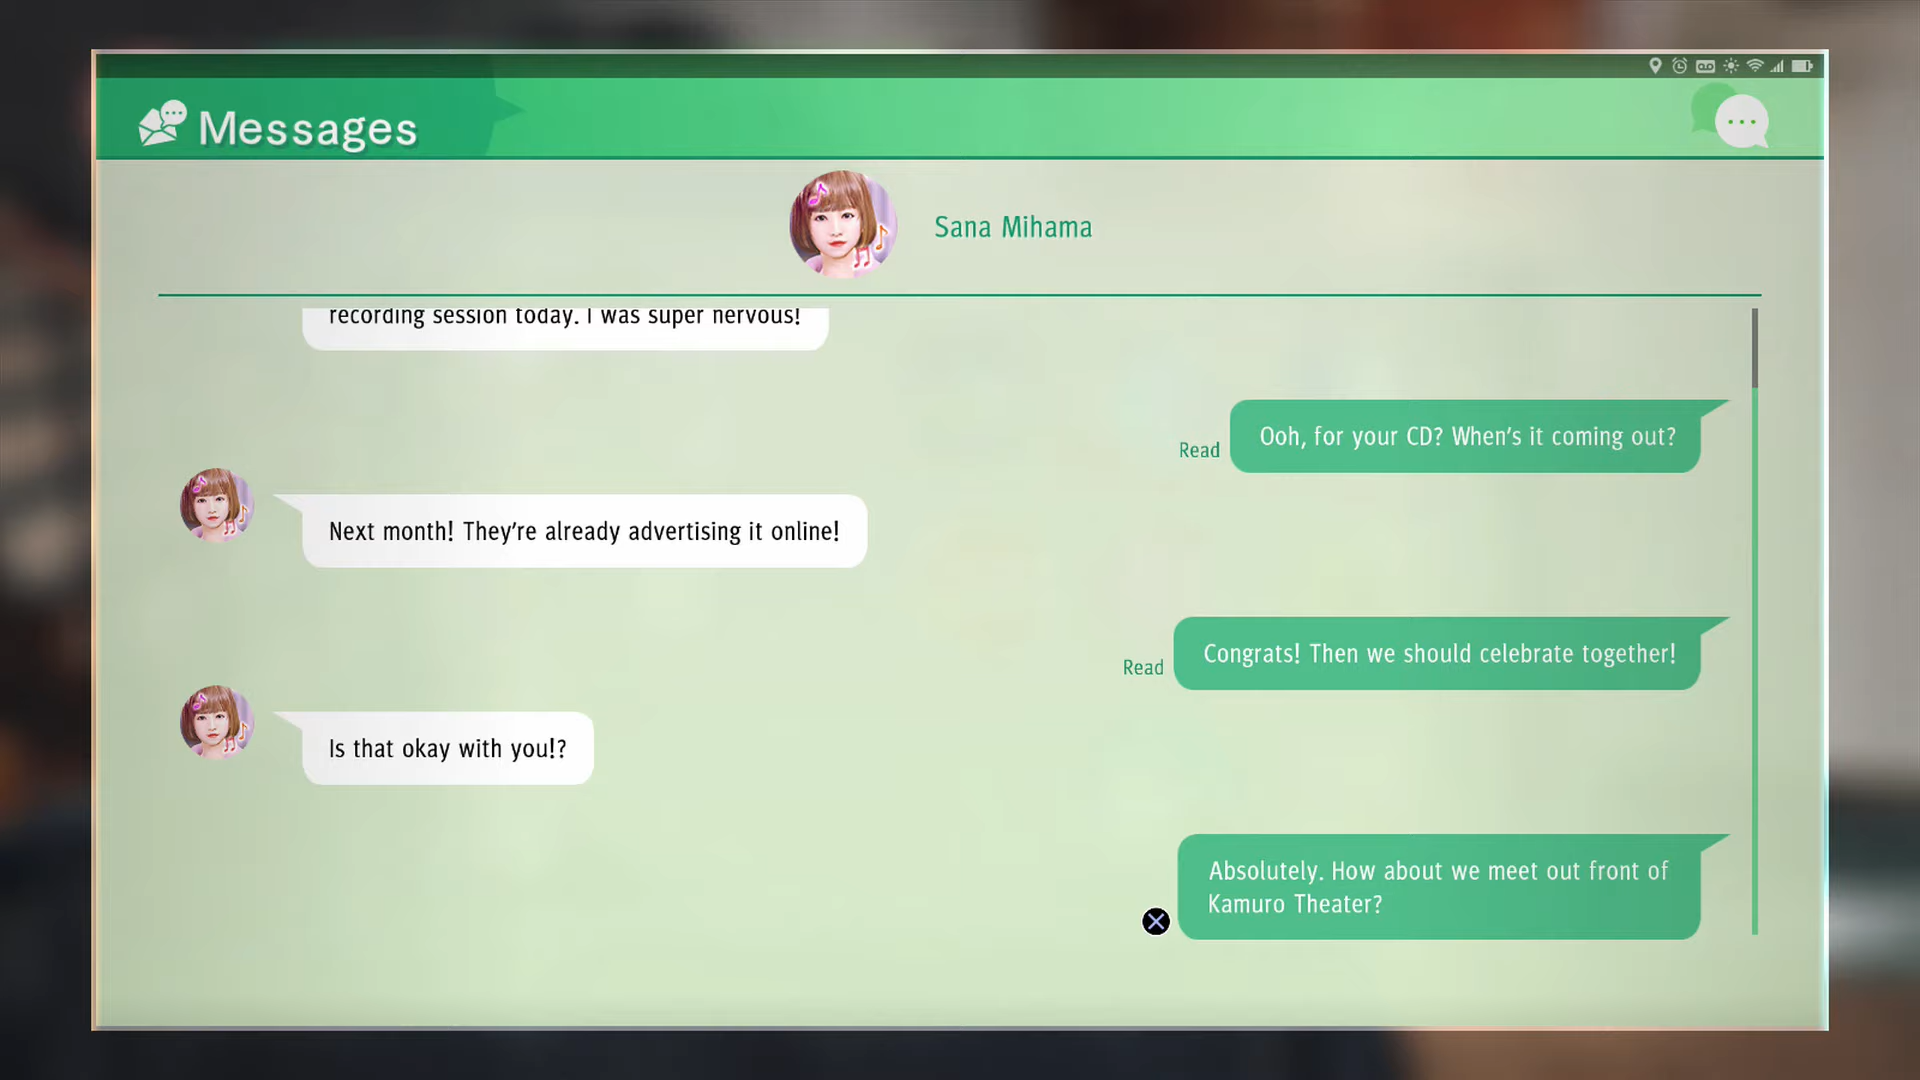 Messages
Sana Mihama
recording session today. I was super nervous!
Ooh, for your CD? When's it coming out?
Read
Next month! They're already advertising it online!
Congrats! Then we should celebrate together!
Read
Is that okay with you!?
Absolutely. How about we meet out front of
Kamuro Theater?